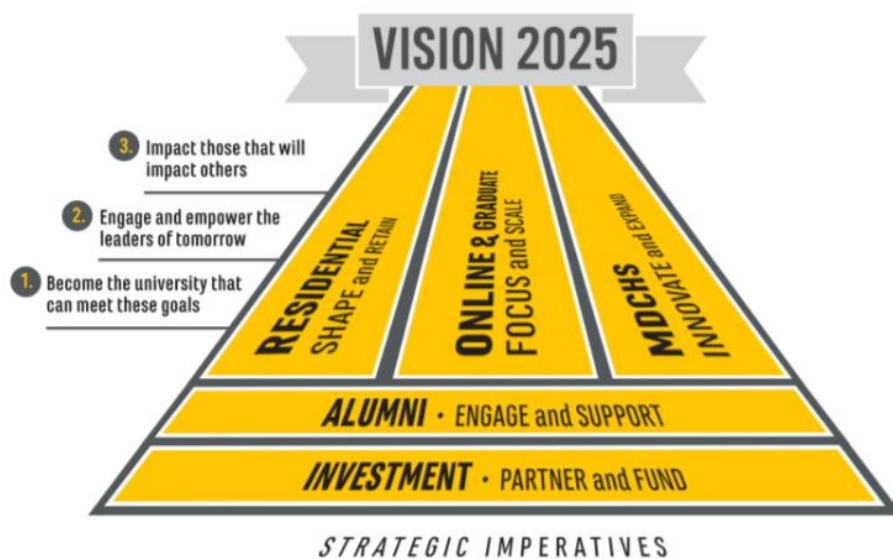 VISION 2025
3. Impact those that will
impact others
2. Engage and empower the
leaders of tomorrow
1. Become the university that
can meet these goals
RESIDENTIAL
SHAPE and RETAIN
ONLINE & GRADUATE
FOCUS and SCALE
MDCHS
INNOVATE and EXPAND
ALUMNI · ENGAGE and SUPPORT
INVESTMENT · PARTNER and FUND
STRATEGIC IMPERATIVES